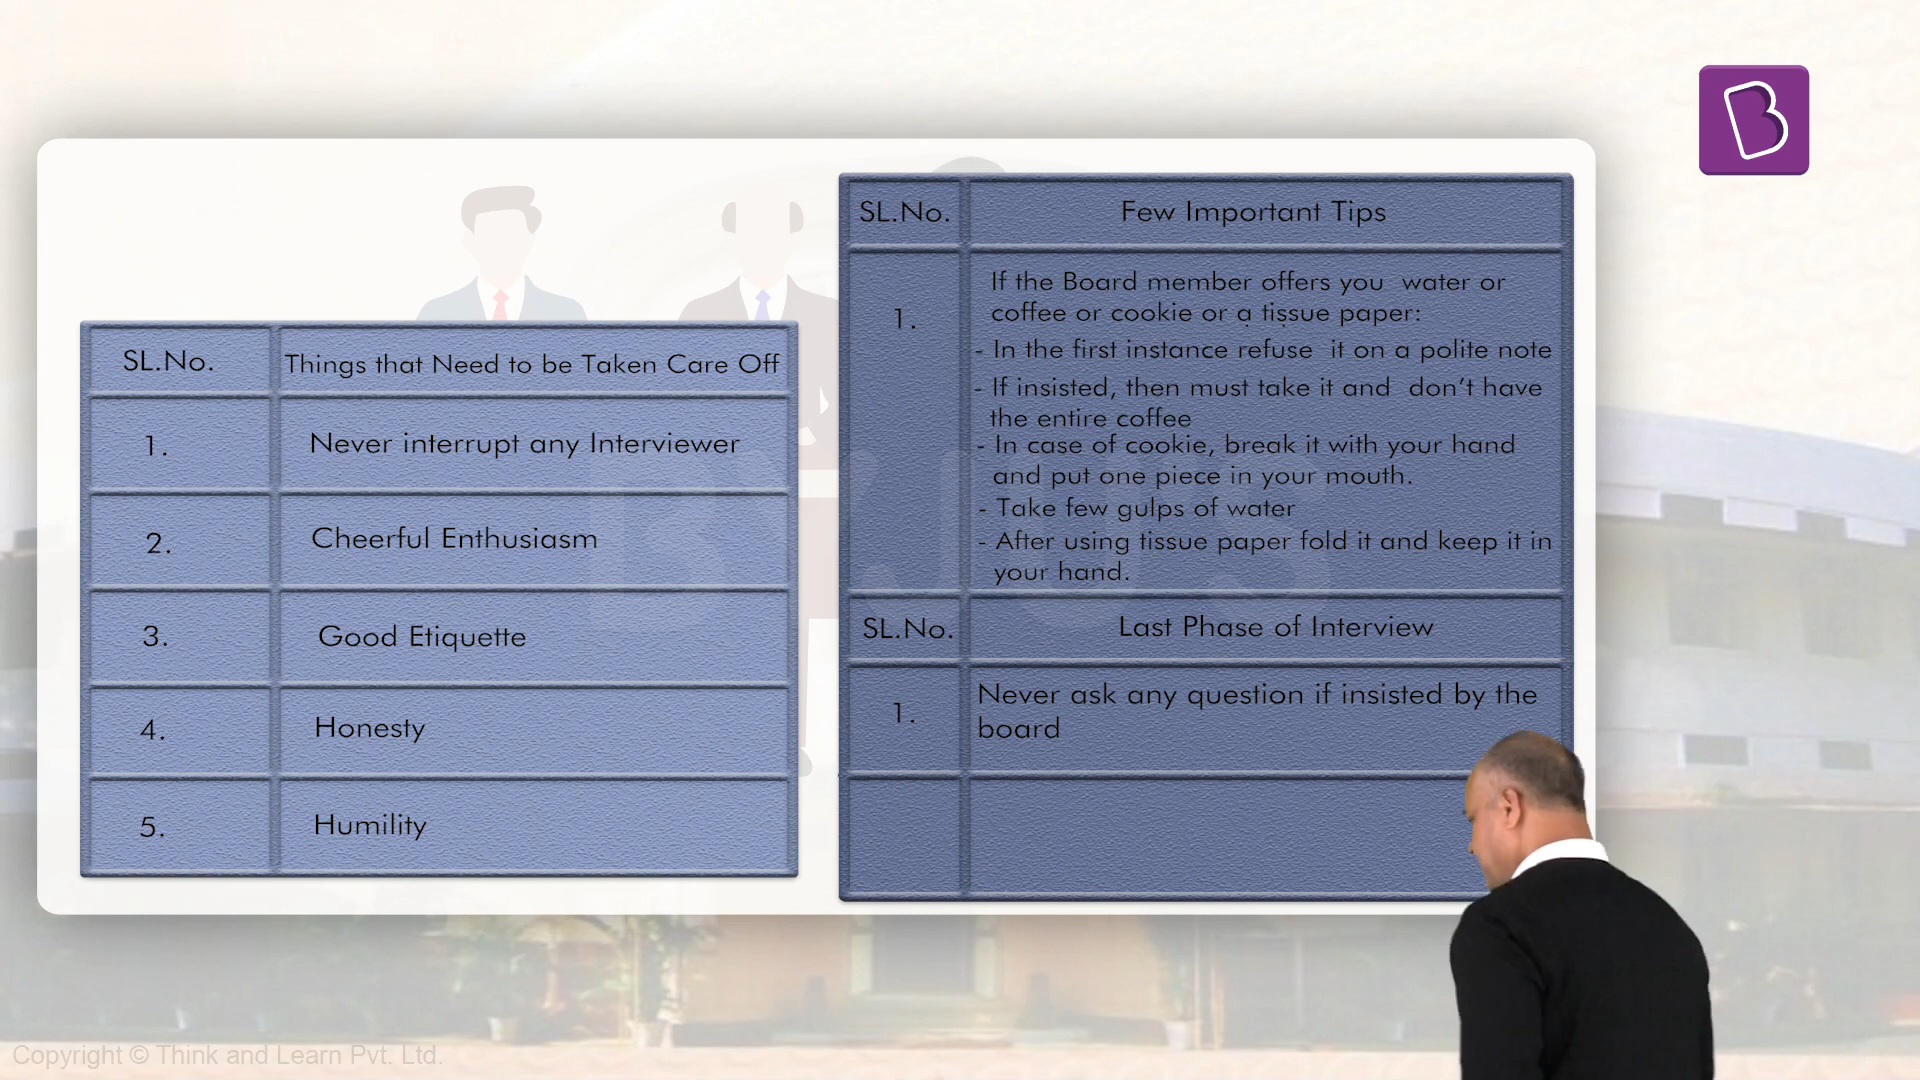 SL.No. Things that Need to be Taken Care Off
1. Never interrupt any Interviewer
2. Cheerful Enthusiasm
3. Good Etiquette
4. Honesty
5. Humility
SL.No. Few Important Tips
1. If the Board member offers you water or
coffee or cookie or a tissue paper:
- In the first instance refuse it on a polite note
- If insisted, then must take it and don't have
the entire coffee
- In case of cookie, break it with your hand
and put one piece in your mouth.
- Take few gulps of water
- After using tissue paper fold it and keep it in
your hand.
SL.No. Last Phase of Interview
1. Never ask any question if insisted by the
board
B
BYJU'S
Copyright © Think and Learn Pvt. Ltd.